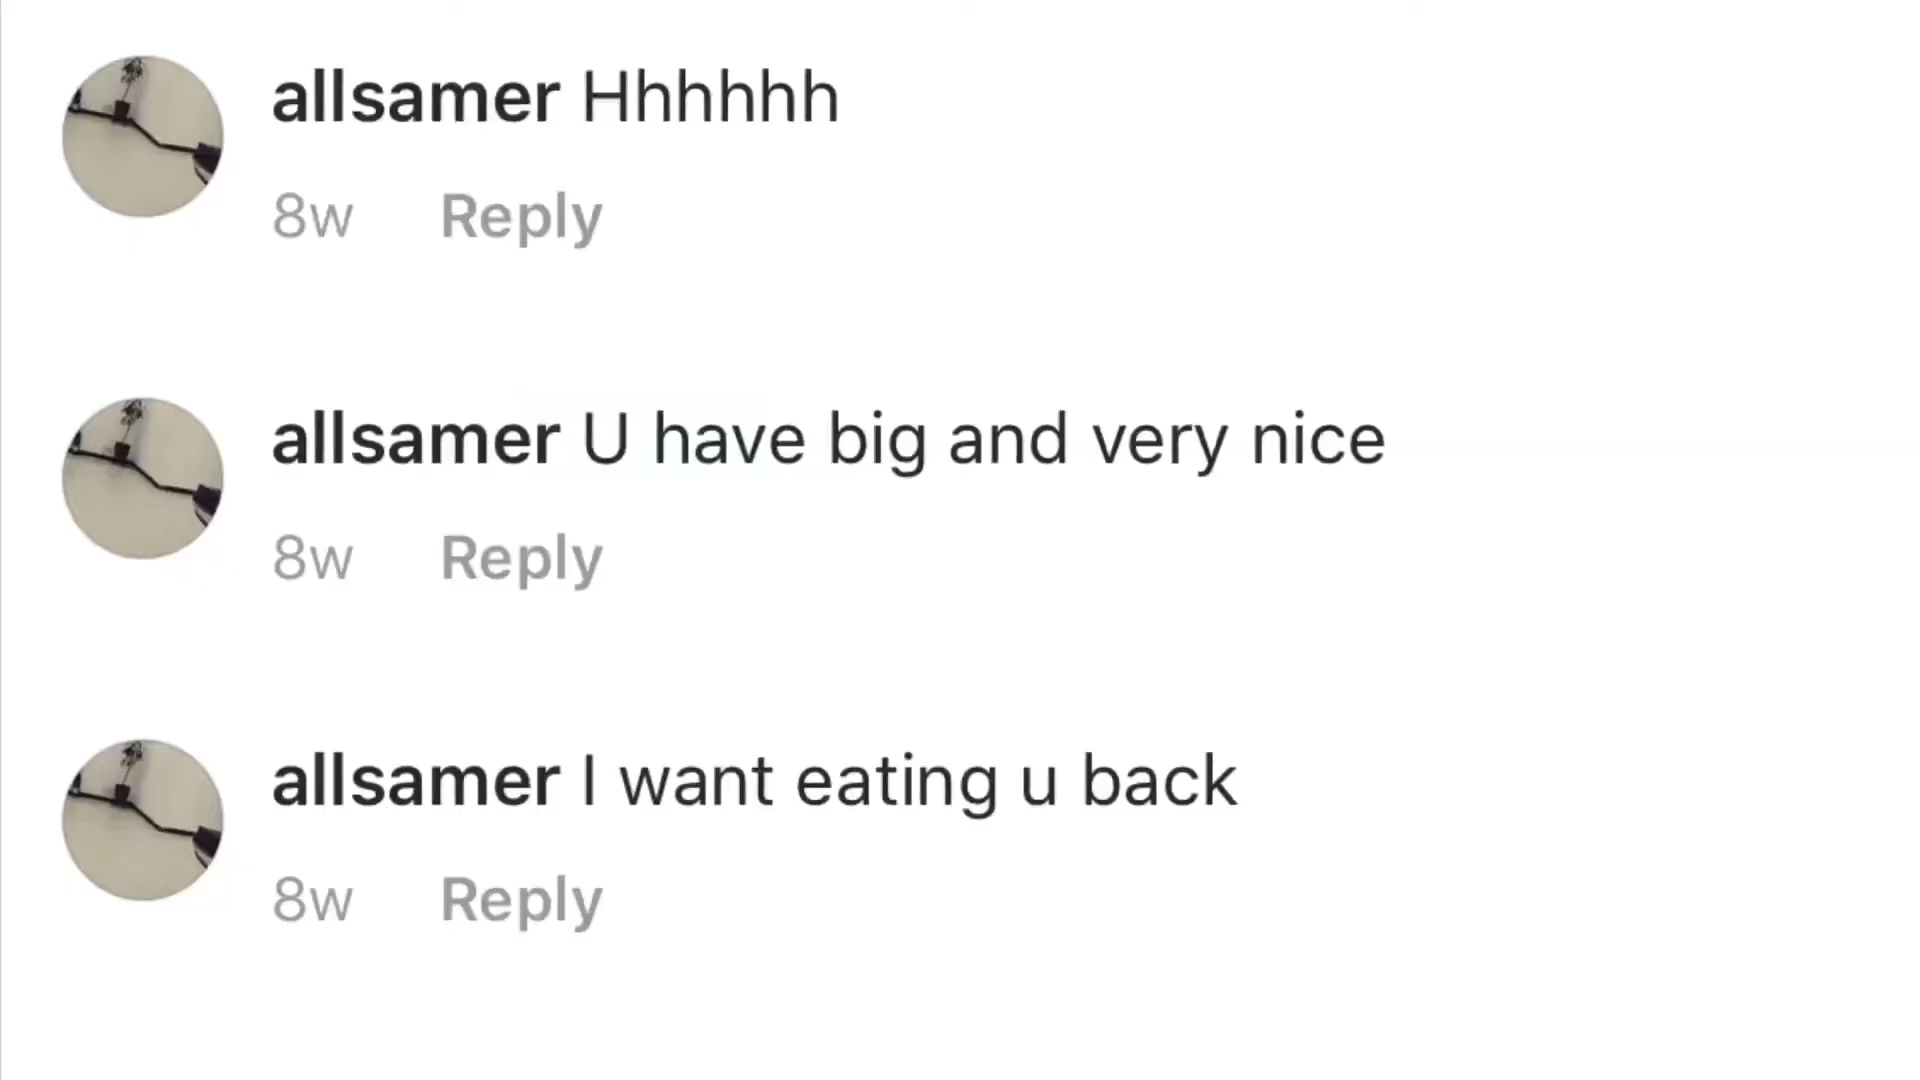 allsamer Hhhhhh
8w Reply
allsamer U have big and very nice
8w Reply
allsamer I want eating u back
8w Reply